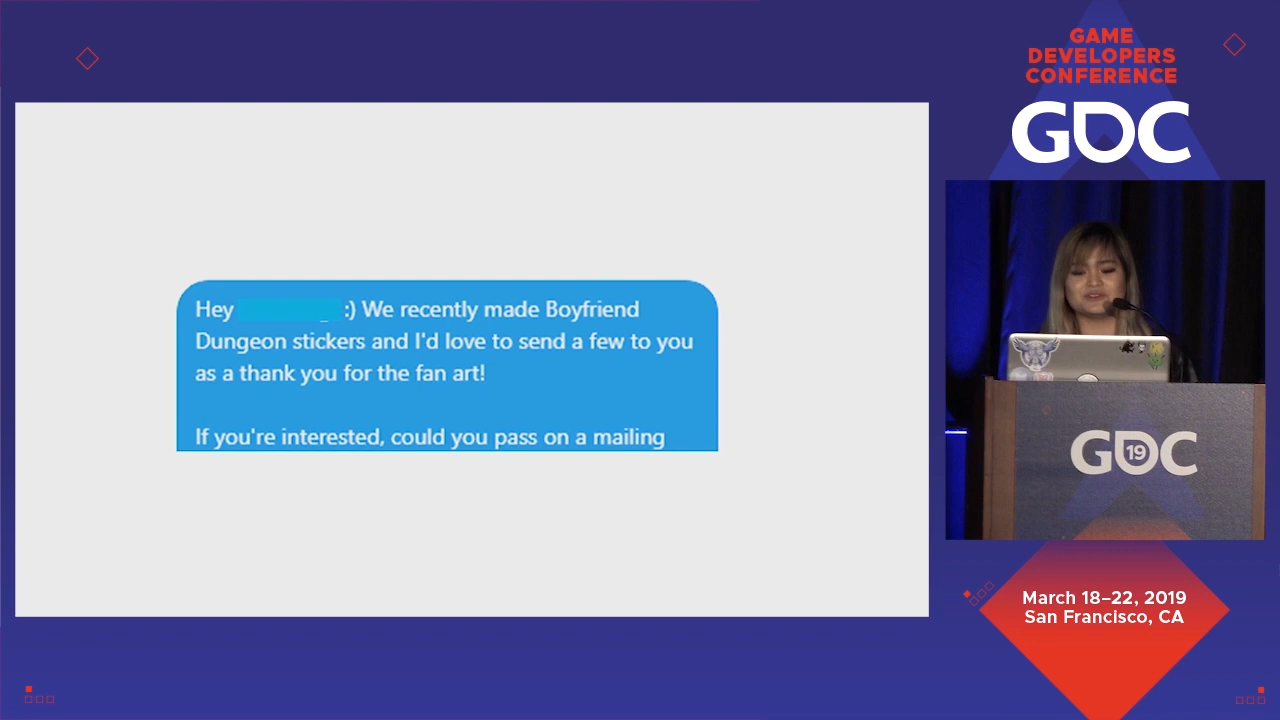 GAME
DEVELOPERS
CONFERENCE
GDC
Hey :) We recently made Boyfriend
Dungeon stickers and I'd love to send a few to you
as a thank you for the fan art!
If you're interested, could you pass on a mailing
GDC
19
March 18–22, 2019
San Francisco, CA